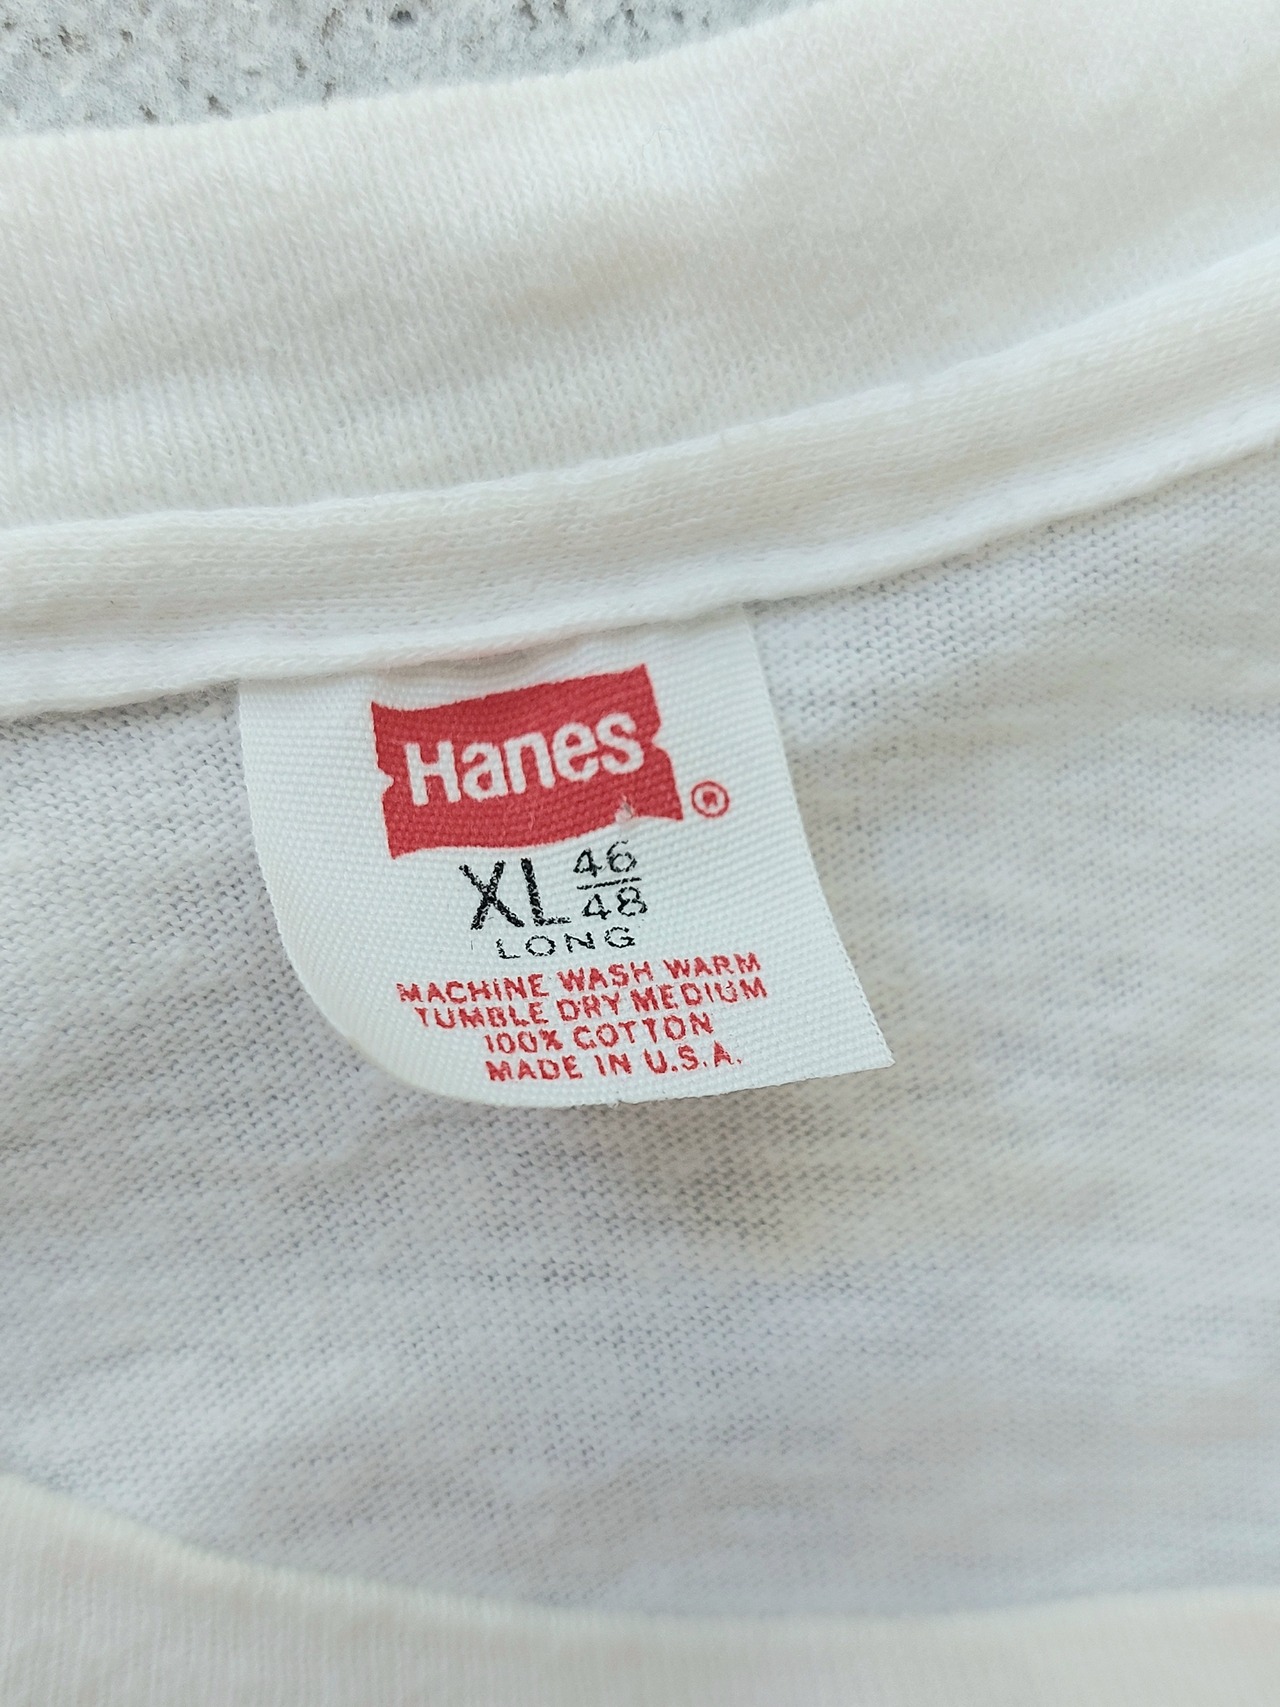 Hanes ®
XL 46/48
LONG
MACHINE WASH WARM
TUMBLE DRY MEDIUM
100% COTTON
MADE IN U.S.A.